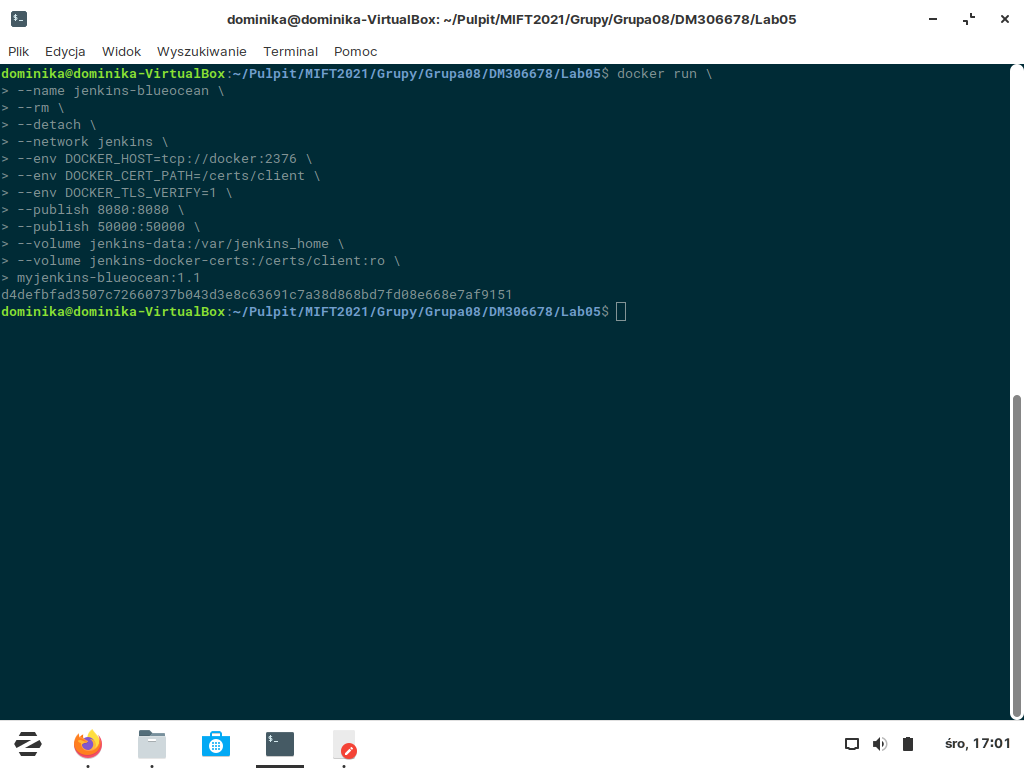 dominika@dominika-VirtualBox: ~/Pulpit/MIFT2021/Grupy/Grupa08/DM306678/Lab05
Plik Edycja Widok Wyszukiwanie Terminal Pomoc
dominika@dominika-VirtualBox:~/Pulpit/MIFT2021/Grupy/Grupa08/DM306678/Lab05$ docker run \
> --name jenkins-blueocean \
> --rm \
> --detach \
> --network jenkins \
> --env DOCKER_HOST=tcp://docker:2376 \
> --env DOCKER_CERT_PATH=/certs/client \
> --env DOCKER_TLS_VERIFY=1 \
> --publish 8080:8080 \
> --publish 50000:50000 \
> --volume jenkins-data:/var/jenkins_home \
> --volume jenkins-docker-certs:/certs/client:ro \
> myjenkins-blueocean:1.1
d4defbfad3507c72660737b043d3e8c63691c7a38d868bd7fd08e668e7af9151
dominika@dominika-VirtualBox:~/Pulpit/MIFT2021/Grupy/Grupa08/DM306678/Lab05$
śro, 17:01